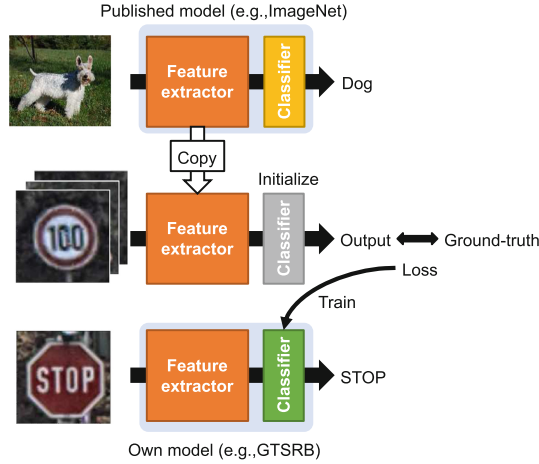 Published model (e.g.,ImageNet)
Feature
extractor
Classifier
Dog
Copy
Initialize
100
Feature
extractor
Classifier
Output
Ground-truth
Loss
Train
STOP
Feature
extractor
Classifier
STOP
Own model (e.g.,GTSRB)